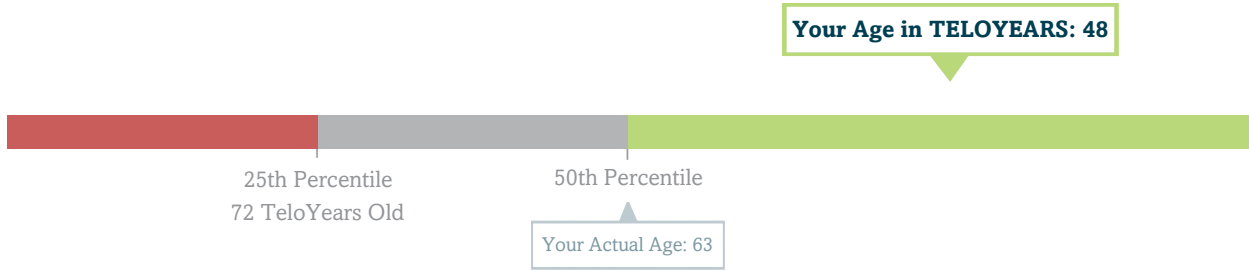 Your Age in TELOYEARS: 48
25th Percentile
72 TeloYears Old
50th Percentile
Your Actual Age: 63